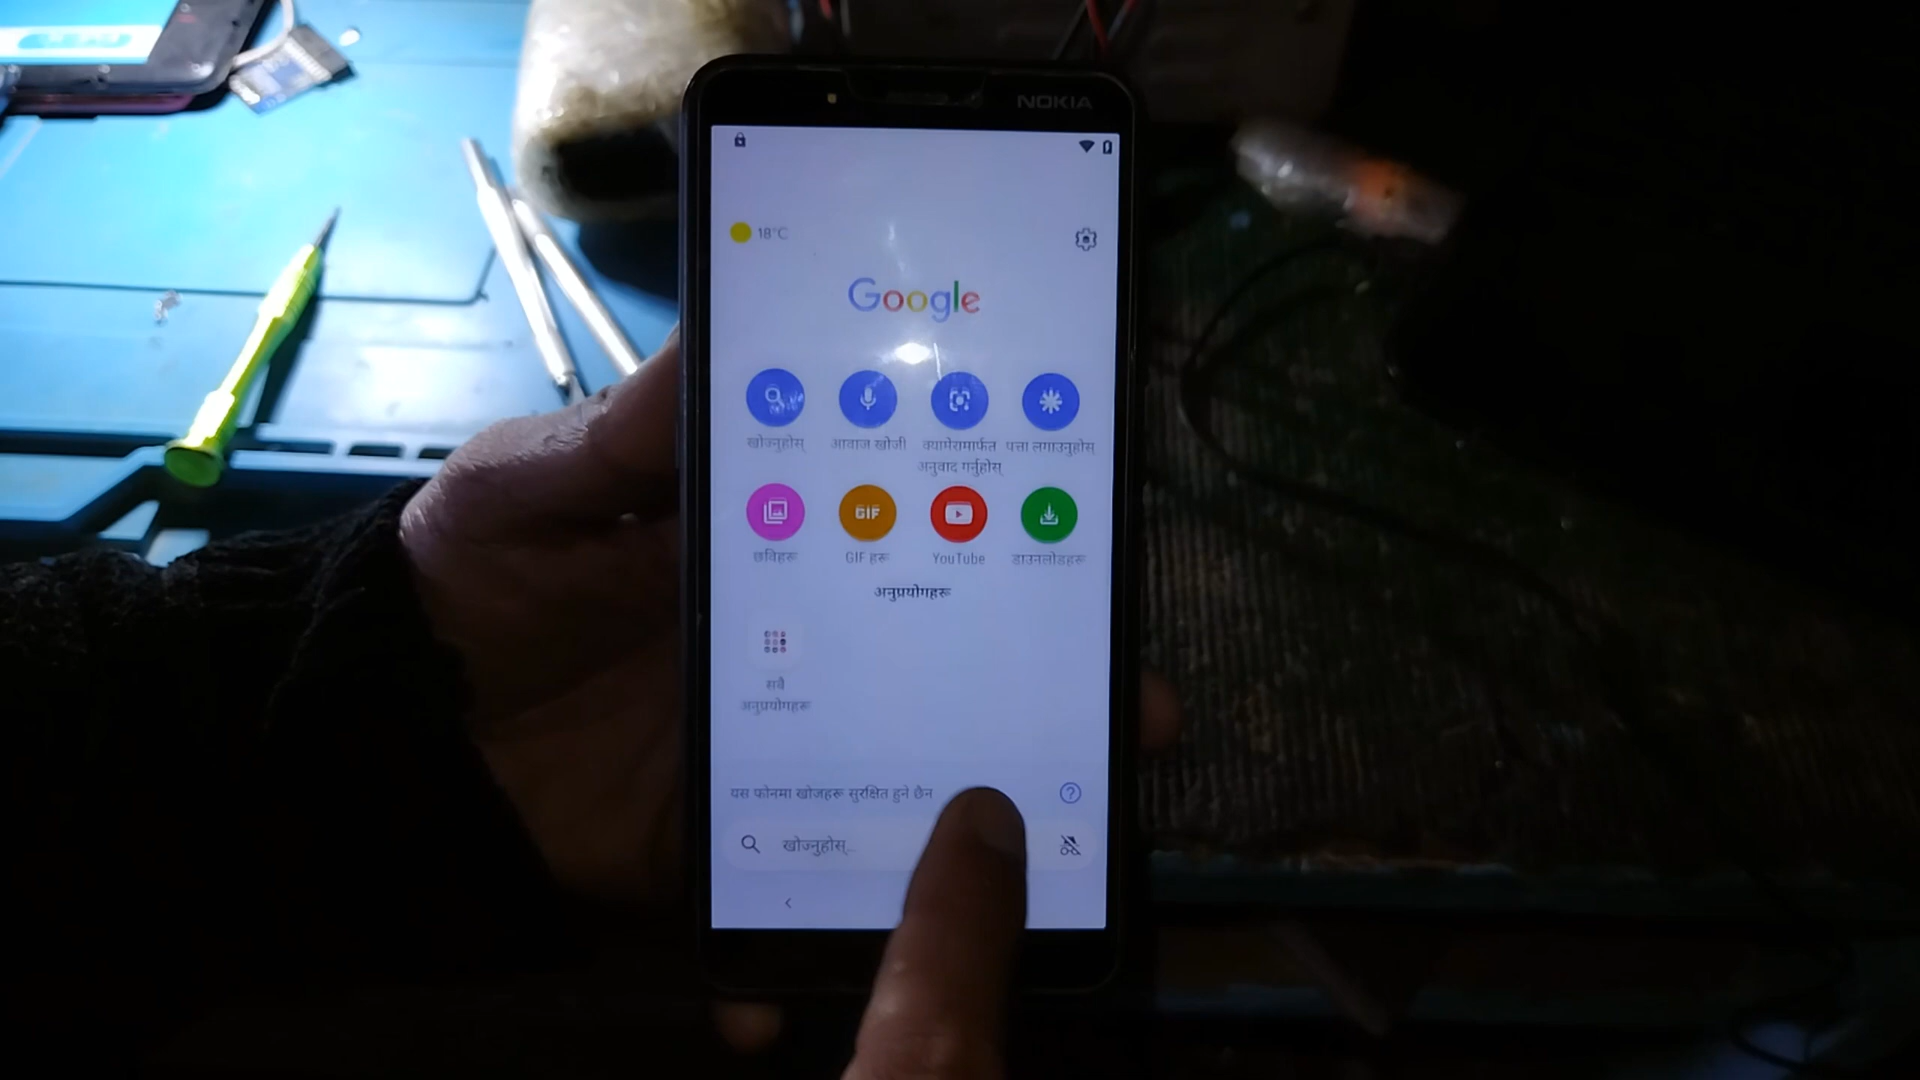 NOKIA
18°C
Google
खोज्नुहोस्
आवाज खोजी
क्यामेरामार्फत अनुवाद गर्नुहोस्
पत्ता लगाउनुहोस्
GIF
छविहरू
GIF हरू
YouTube
डाउनलोडहरू
अनुप्रयोगहरू
सबै
अनुप्रयोगहरू
यस फोनमा खोजहरू सुरक्षित हुने छैन
खोज्नुहोस्...